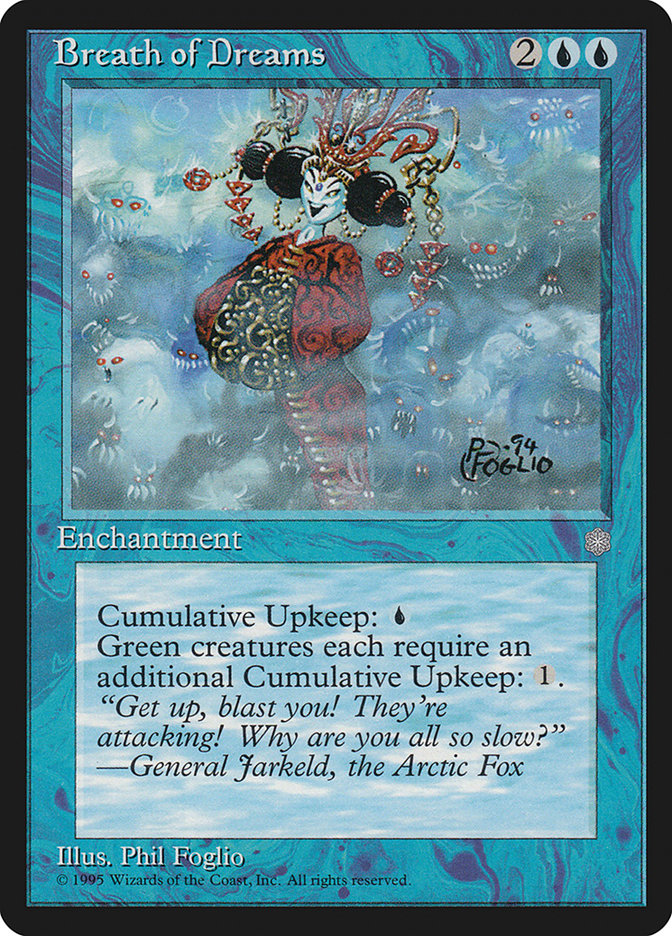 Breath of Dreams 2
P 94
FOGLIO
Enchantment
Cumulative Upkeep:
Green creatures each require an
additional Cumulative Upkeep: 1.
“Get up, blast you! They’re
attacking! Why are you all so slow?”
—General Jarkeld, the Arctic Fox
Illus. Phil Foglio
© 1995 Wizards of the Coast, Inc. All rights reserved.